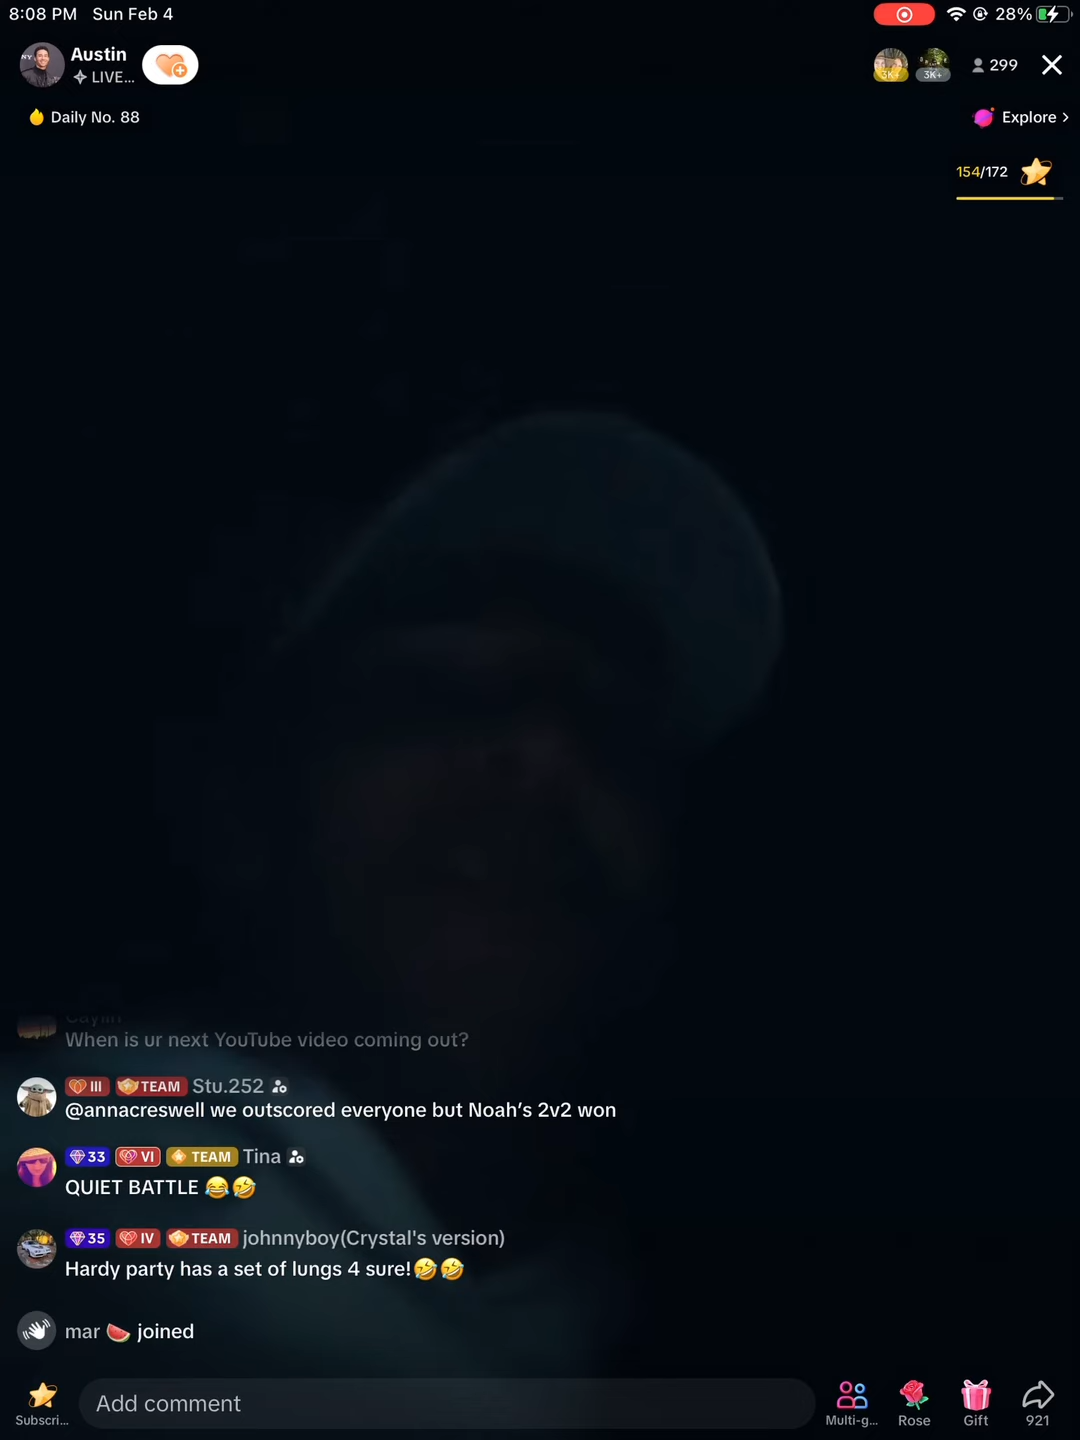 8:08 PM Sun Feb 4
28%
Austin
LIVE...
3K+
3K+
299
Daily No. 88
Explore >
154/172
Caylin
When is ur next YouTube video coming out?
III TEAM Stu.252
@annacreswell we outscored everyone but Noah’s 2v2 won
33 VI TEAM Tina
QUIET BATTLE 😂🤣
35 IV TEAM johnnyboy(Crystal's version)
Hardy party has a set of lungs 4 sure!🤣🤣
mar 🍉 joined
Add comment
Subscri...
Multi-g...
Rose
Gift
921